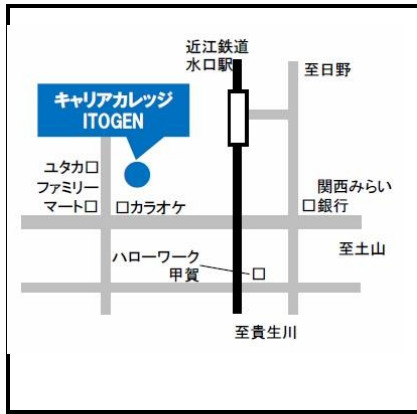 近江鉄道
水口駅
至日野
キャリアカレッジ
ITOGEN
ユタカ
ファミリー
マート
カラオケ
関西みらい
銀行
至土山
ハローワーク
甲賀
至貴生川